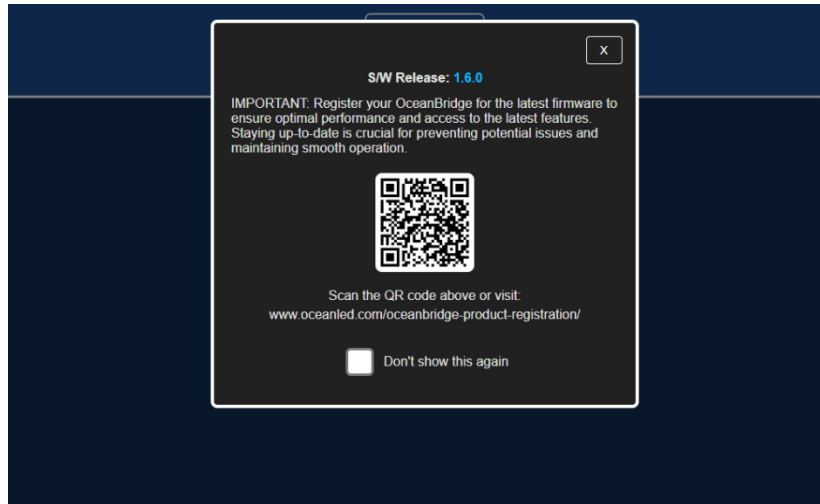 X
S/W Release: 1.6.0
IMPORTANT: Register your OceanBridge for the latest firmware to
ensure optimal performance and access to the latest features.
Staying up-to-date is crucial for preventing potential issues and
maintaining smooth operation.
Scan the QR code above or visit:
www.oceanled.com/oceanbridge-product-registration/
Don't show this again